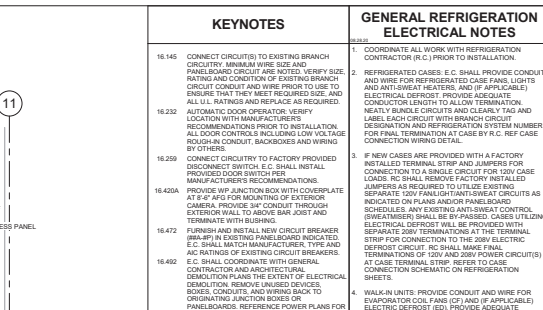 KEYNOTES
16.145 CONNECT CIRCUIT(S) TO EXISTING BRANCH
CIRCUITRY. MINIMUM WIRE SIZE AND
PANELBOARD CIRCUIT ARE NOTED. VERIFY SIZE,
RATING AND CONDITION OF EXISTING BRANCH
CIRCUIT CONDUIT AND WIRE PRIOR TO USE TO
ENSURE THAT THEY MEET REQUIRED SIZE, AND
ALL U.L. RATINGS AND REPLACE AS REQUIRED.
16.232 AUTOMATIC DOOR OPERATOR: VERIFY
LOCATION WITH MANUFACTURER'S
RECOMMENDATIONS PRIOR TO INSTALLATION.
ALL DOOR CONTROLS INCLUDING LOW VOLTAGE
ROUGH-IN CONDUIT, BACKBOXES AND WIRING
BY OTHERS.
16.259 CONNECT CIRCUITRY TO FACTORY PROVIDED
DISCONNECT SWITCH. E.C. SHALL INSTALL
PROVIDED DOOR SWITCH PER
MANUFACTURER'S RECOMMENDATIONS.
16.420A PROVIDE WP JUNCTION BOX WITH COVERPLATE
AT 8'-6" AFG FOR MOUNTING OF EXTERIOR
CAMERA. PROVIDE 3/4" CONDUIT THROUGH
EXTERIOR WALL TO ABOVE BAR JOIST AND
TERMINATE WITH BUSHING.
16.472 FURNISH AND INSTALL NEW CIRCUIT BREAKER
(##A-#P) IN EXISTING PANELBOARD INDICATED.
E.C. SHALL MATCH MANUFACTURER, TYPE AND
AIC RATINGS OF EXISTING CIRCUIT BREAKERS.
16.492 E.C. SHALL COORDINATE WITH GENERAL
CONTRACTOR AND ARCHITECTURAL
DEMOLITION PLANS THE EXTENT OF ELECTRICAL
DEMOLITION. REMOVE UNUSED DEVICES,
BOXES, CONDUITS, AND WIRING BACK TO
ORIGINATING JUNCTION BOXES OR
PANELBOARDS. REFERENCE POWER PLANS FOR
GENERAL REFRIGERATION
ELECTRICAL NOTES
1. COORDINATE ALL WORK WITH REFRIGERATION
CONTRACTOR (R.C.) PRIOR TO INSTALLATION.
2. REFRIGERATED CASES: E.C. SHALL PROVIDE CONDUIT
AND WIRE FOR REFRIGERATED CASE FANS, LIGHTS
AND ANTI-SWEAT HEATERS, AND (IF APPLICABLE)
ELECTRICAL DEFROST. PROVIDE ADEQUATE
CONDUCTOR LENGTH TO ALLOW TERMINATION.
NEATLY BUNDLE CIRCUITS AND CLEARLY TAG AND
LABEL EACH CIRCUIT WITH BRANCH CIRCUIT
DESIGNATION AND REFRIGERATION SYSTEM NUMBER
FOR FINAL TERMINATION AT CASE BY R.C. REF CASE
CONNECTION WIRING DETAIL.
3. IF NEW CASES ARE PROVIDED WITH A FACTORY
INSTALLED TERMINAL STRIP AND JUMPERS FOR
CONNECTION TO A SINGLE CIRCUIT FOR 120V CASE
LOADS. RC SHALL REMOVE FACTORY INSTALLED
JUMPERS AS REQUIRED TO UTILIZE EXISTING
SEPARATE 120V FAN/LIGHT/ANTI-SWEAT CIRCUITS AS
INDICATED ON PLANS AND/OR PANELBOARD
SCHEDULES. ANY EXISTING ANTI-SWEAT CONTROL
(SWEATMISER) SHALL BE BY-PASSED. CASES UTILIZING
ELECTRICAL DEFROST WILL BE PROVIDED WITH
SEPARATE 208V TERMINATIONS AT THE TERMINAL
STRIP FOR CONNECTION TO THE 208V ELECTRIC
DEFROST CIRCUIT. RC SHALL MAKE FINAL
TERMINATIONS OF 120V AND 208V POWER CIRCUIT(S)
AT CASE TERMINAL STRIP. REFER TO CASE
CONNECTION SCHEMATIC ON REFRIGERATION
SHEETS.
4. WALK-IN UNITS: PROVIDE CONDUIT AND WIRE FOR
EVAPORATOR COIL FANS (CF) AND (IF APPLICABLE)
ELECTRIC DEFROST (ED). PROVIDE ADEQUATE
11
ESS PANEL